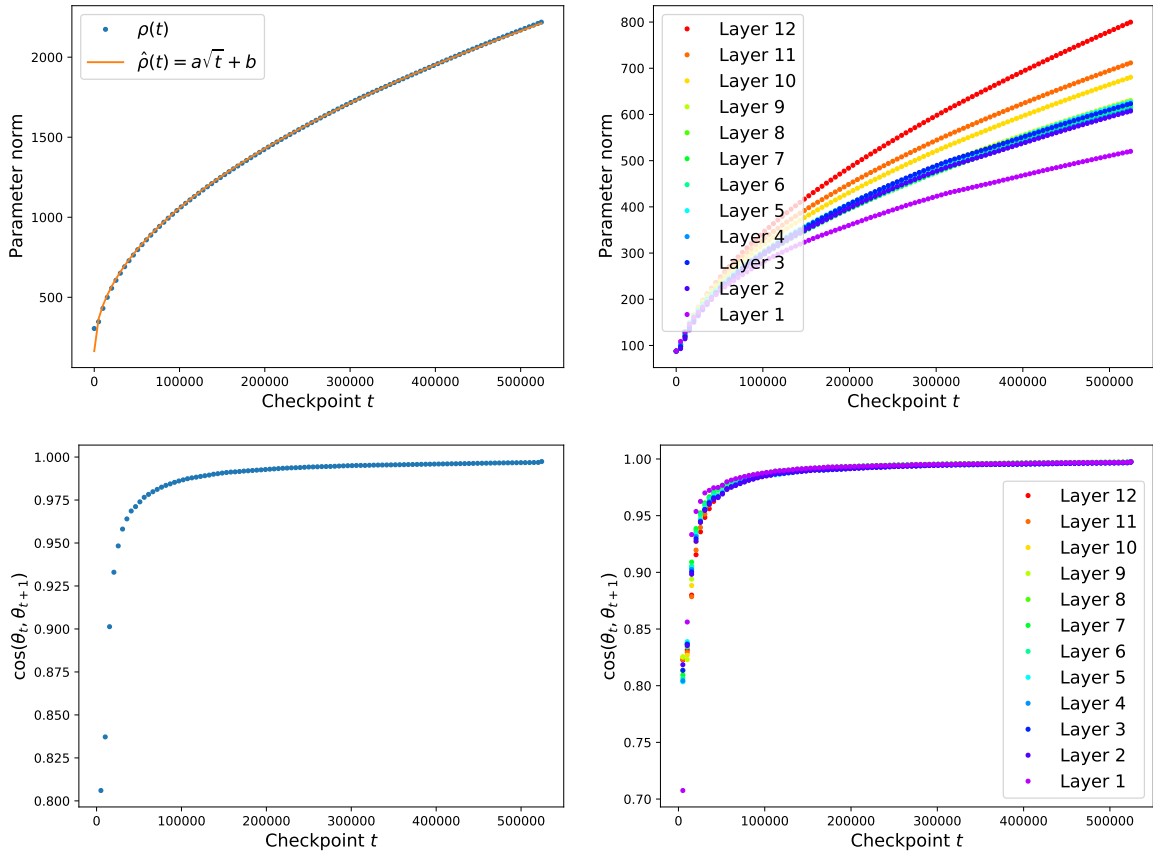 ρ(t)
ρ̂(t) = a√t + b
2000
1500
1000
500
Parameter norm
0
100000
200000
300000
400000
500000
Checkpoint t
Layer 12
Layer 11
Layer 10
Layer 9
Layer 8
Layer 7
Layer 6
Layer 5
Layer 4
Layer 3
Layer 2
Layer 1
800
700
600
500
400
300
200
100
Parameter norm
0
100000
200000
300000
400000
500000
Checkpoint t
1.000
0.975
0.950
0.925
0.900
0.875
0.850
0.825
0.800
cos(θₜ, θₜ₊₁)
0
100000
200000
300000
400000
500000
Checkpoint t
1.00
0.95
0.90
0.85
0.80
0.75
0.70
cos(θₜ, θₜ₊₁)
Layer 12
Layer 11
Layer 10
Layer 9
Layer 8
Layer 7
Layer 6
Layer 5
Layer 4
Layer 3
Layer 2
Layer 1
0
100000
200000
300000
400000
500000
Checkpoint t